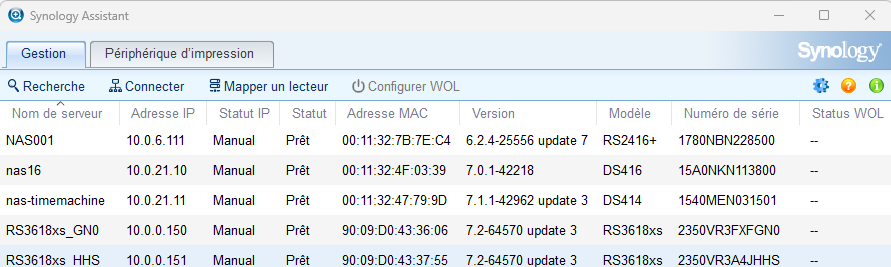 Synology Assistant
Gestion Périphérique d'impression Synology
Recherche Connecter Mapper un lecteur Configurer WOL
Nom de serveur Adresse IP Statut IP Statut Adresse MAC Version Modèle Numéro de série Status WOL
NAS001 10.0.6.111 Manual Prêt 00:11:32:7B:7E:C4 6.2.4-25556 update 7 RS2416+ 1780NBN228500 --
nas16 10.0.21.10 Manual Prêt 00:11:32:4F:03:39 7.0.1-42218 DS416 15A0NKN113800 --
nas-timemachine 10.0.21.11 Manual Prêt 00:11:32:47:79:9D 7.1.1-42962 update 3 DS414 1540MEN031501 --
RS3618xs_GN0 10.0.0.150 Manual Prêt 90:09:D0:43:36:06 7.2-64570 update 3 RS3618xs 2350VR3FXFGN0 --
RS3618xs_HHS 10.0.0.151 Manual Prêt 90:09:D0:43:37:55 7.2-64570 update 3 RS3618xs 2350VR3A4JHHS --